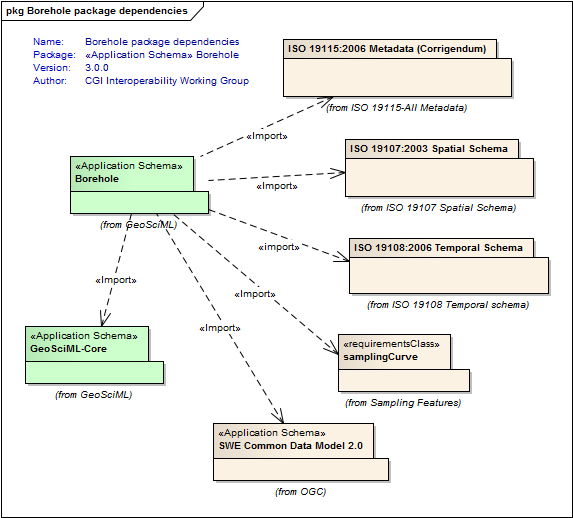 pkg Borehole package dependencies
Name: Borehole package dependencies
Package: «Application Schema» Borehole
Version: 3.0.0
Author: CGI Interoperability Working Group
ISO 19115:2006 Metadata (Corrigendum)
(from ISO 19115-All Metadata)
«Import»
ISO 19107:2003 Spatial Schema
«Application Schema»
Borehole
«Import»
(from ISO 19107 Spatial Schema)
(from GeoSciML)
ISO 19108:2006 Temporal Schema
«import»
«Import»
«Import»
(from ISO 19108 Temporal schema)
«Import»
«Application Schema»
GeoSciML-Core
«requirementsClass»
samplingCurve
(from GeoSciML)
(from Sampling Features)
«Application Schema»
SWE Common Data Model 2.0
(from OGC)